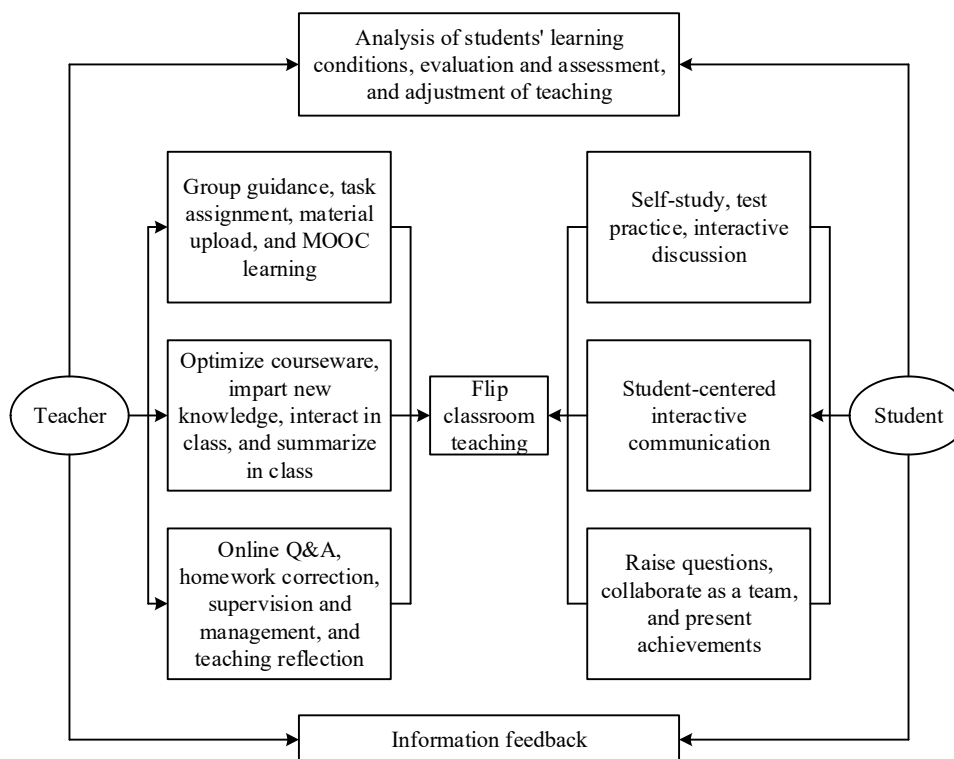 Analysis of students' learning
conditions, evaluation and assessment,
and adjustment of teaching
Group guidance, task
assignment, material
upload, and MOOC
learning
Self-study, test
practice, interactive
discussion
Teacher
Optimize courseware,
impart new
knowledge, interact in
class, and summarize
in class
Flip
classroom
teaching
Student-centered
interactive
communication
Student
Online Q&A,
homework correction,
supervision and
management, and
teaching reflection
Raise questions,
collaborate as a team,
and present
achievements
Information feedback